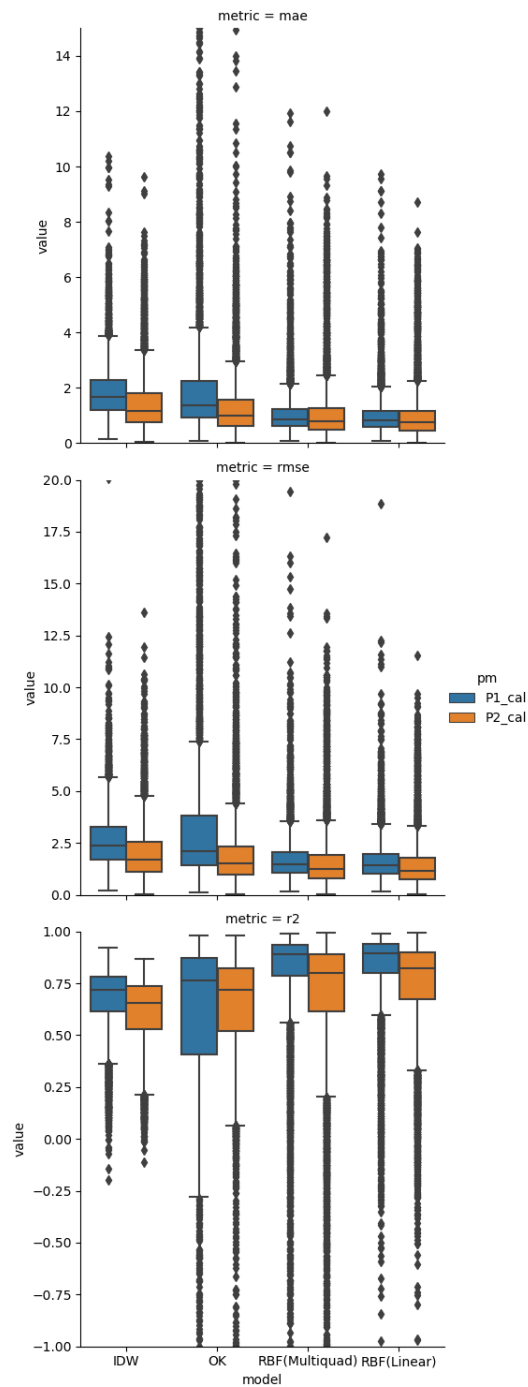 metric = mae
14
12
10
8
6
4
2
0
value
metric = rmse
20.0
17.5
15.0
12.5
10.0
7.5
5.0
2.5
0.0
value
pm
P1_cal
P2_cal
metric = r2
1.00
0.75
0.50
0.25
0.00
−0.25
−0.50
−0.75
−1.00
value
IDW OK RBF(Multiquad) RBF(Linear)
model